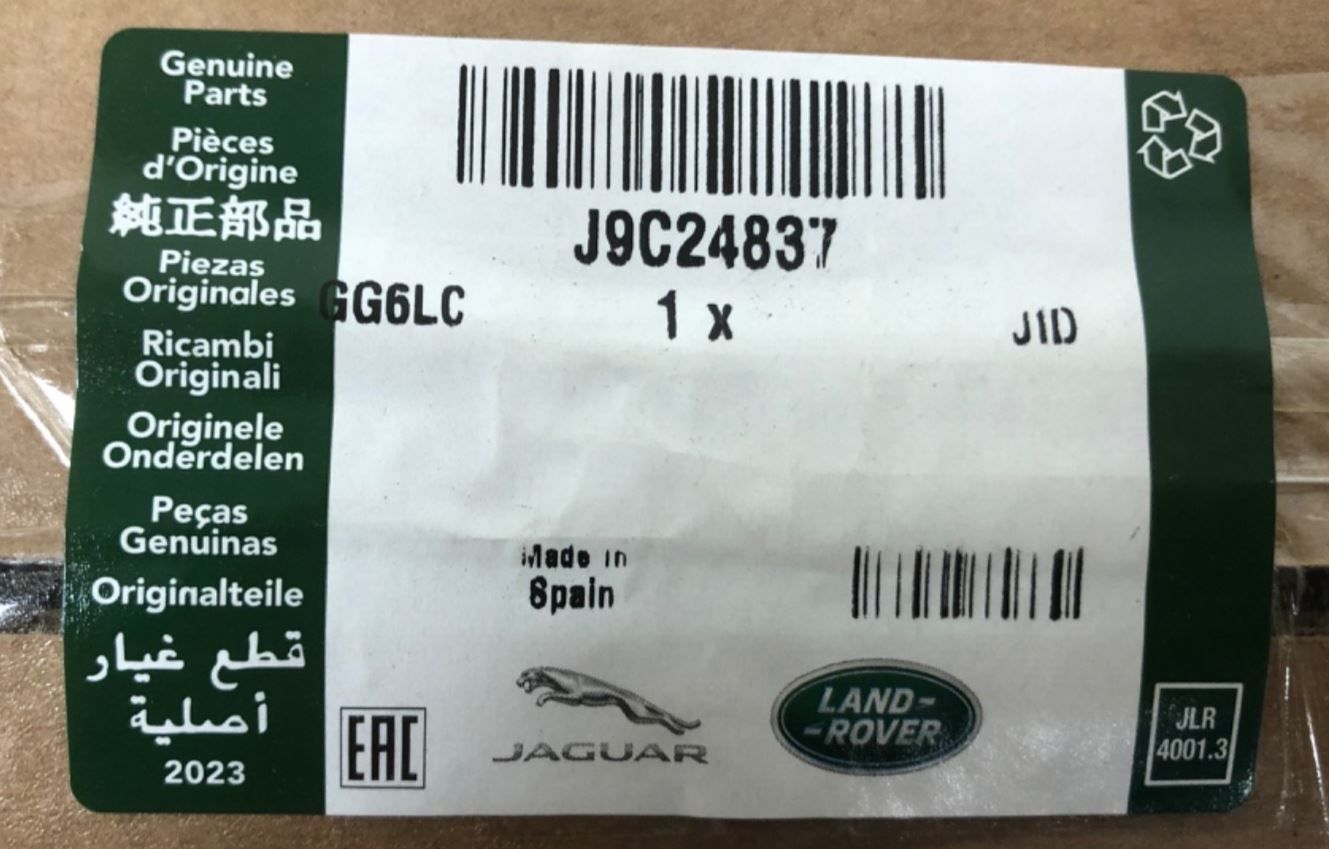 Genuine
Parts
Pièces
d'Origine
純正部品
Piezas
Originales
Ricambi
Originali
Originele
Onderdelen
Peças
Genuinas
Originalteile
قطع غيار
أصلية
2023
J9C24837
GG6LC 1 x J1D
Made in
Spain
EAC
JAGUAR
LAND-
-ROVER
JLR
4001.3